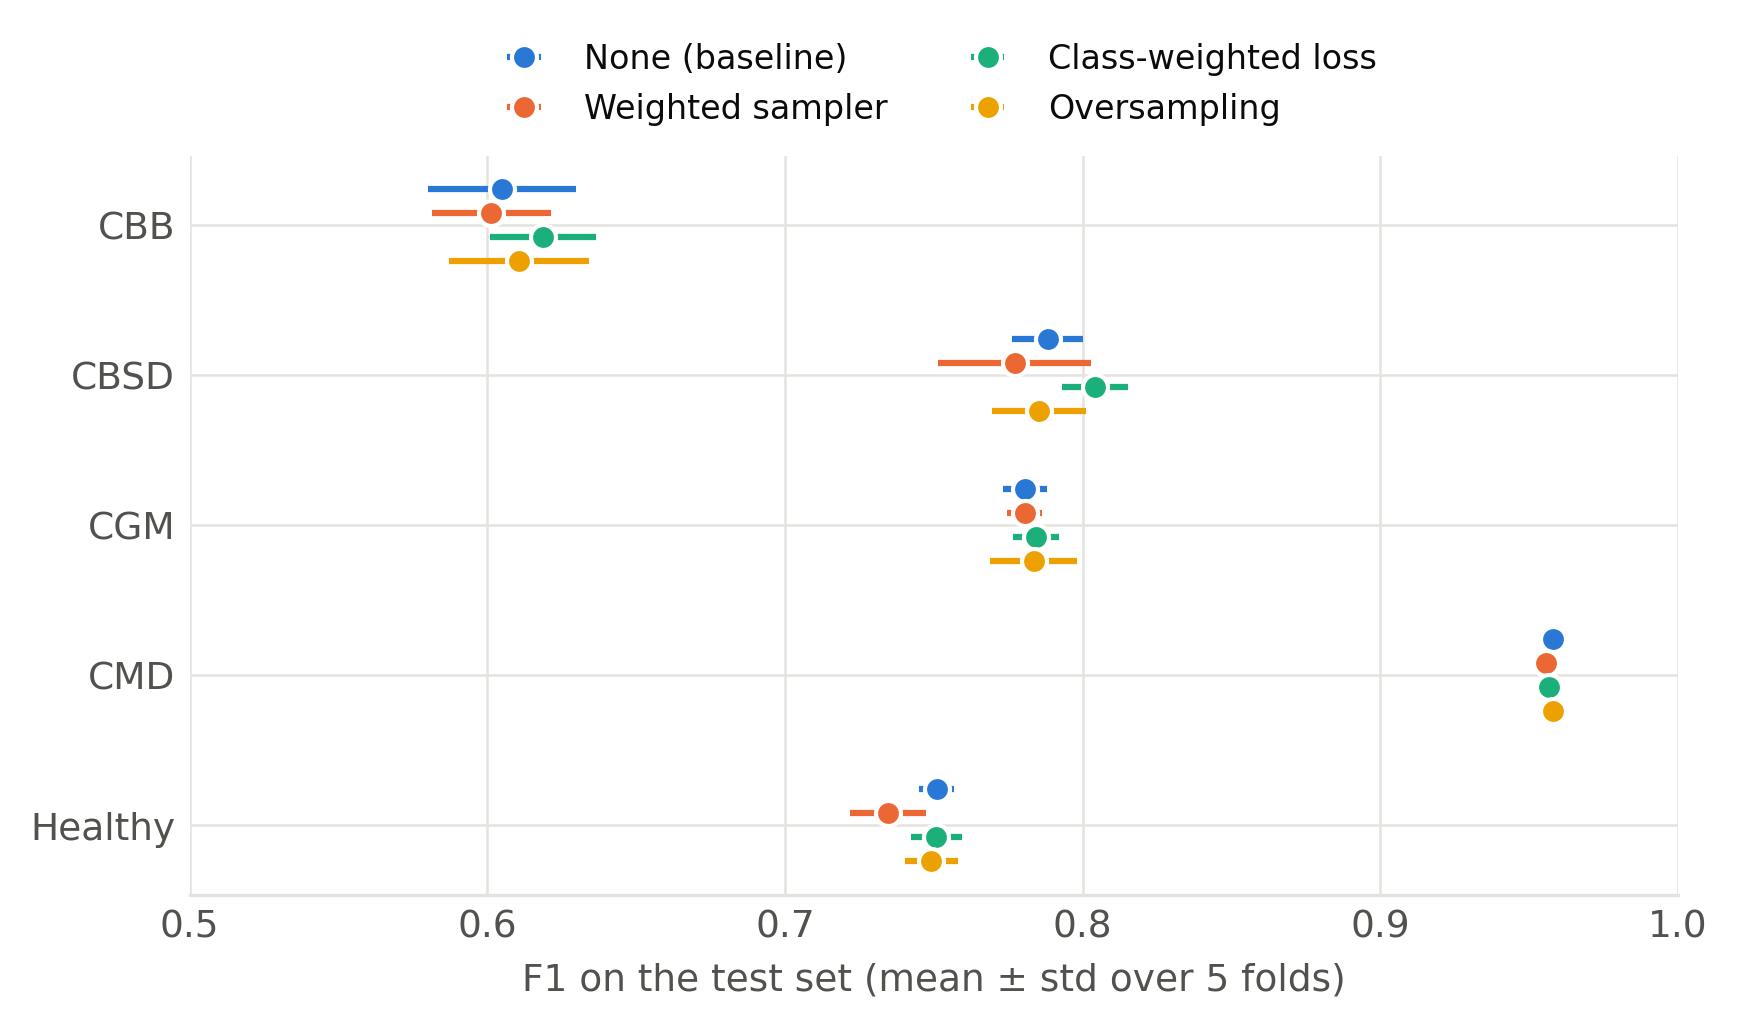 None (baseline)
Weighted sampler
Class-weighted loss
Oversampling
CBB
CBSD
CGM
CMD
Healthy
0.5 0.6 0.7 0.8 0.9 1.0
F1 on the test set (mean ± std over 5 folds)